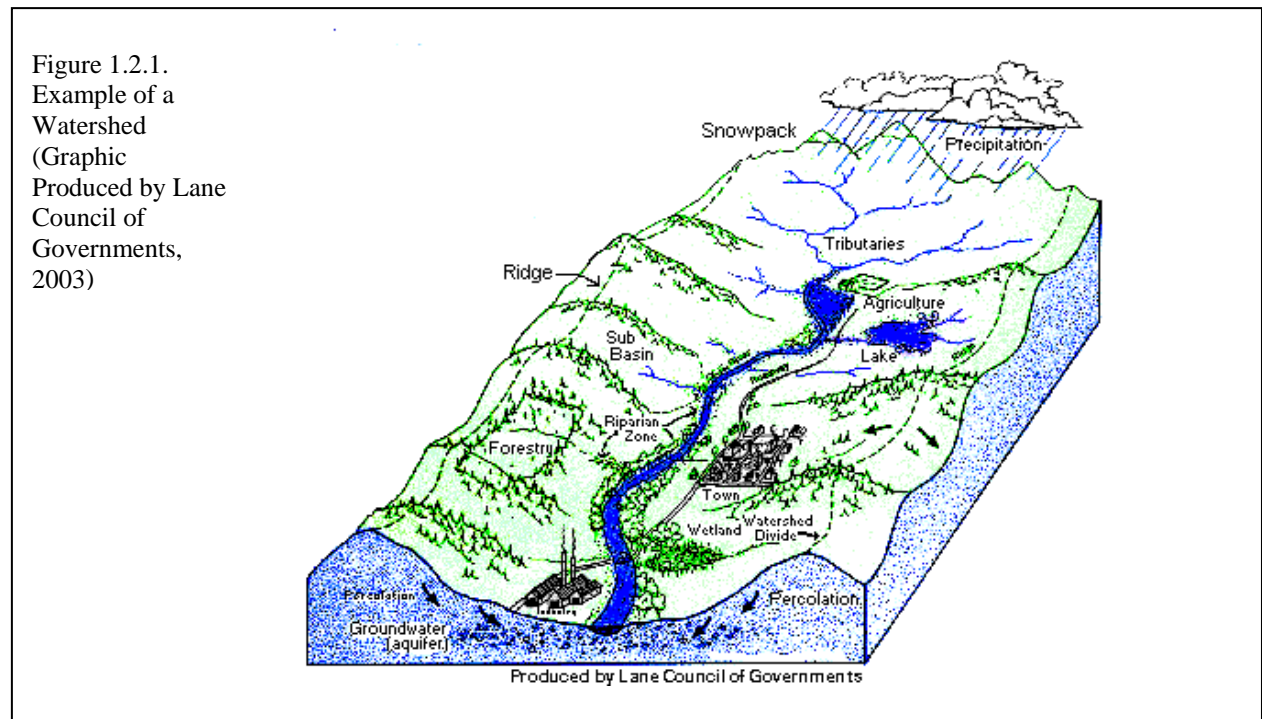 Figure 1.2.1.
Example of a
Watershed
(Graphic
Produced by Lane
Council of
Governments,
2003)
Snowpack
Precipitation
Tributaries
Ridge
Agriculture
Sub
Basin
Lake
Riparian
Zone
Forestry
Town
Wetland
Watershed
Divide
Percolation
Percolation
Industry
Groundwater
(aquifer)
Produced by Lane Council of Governments